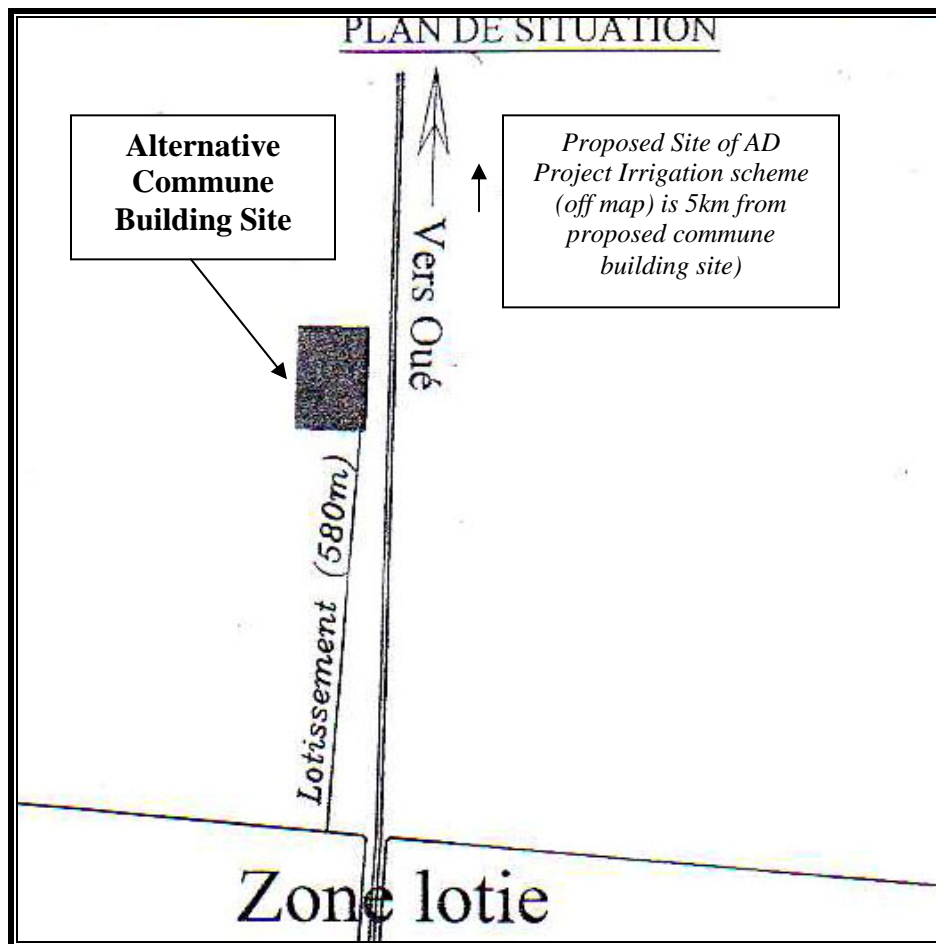 PLAN DE SITUATION
Alternative
Commune
Building Site
Proposed Site of AD
Project Irrigation scheme
(off map) is 5km from
proposed commune
building site)
Vers Oué
Lotissement (580m)
Zone lotie